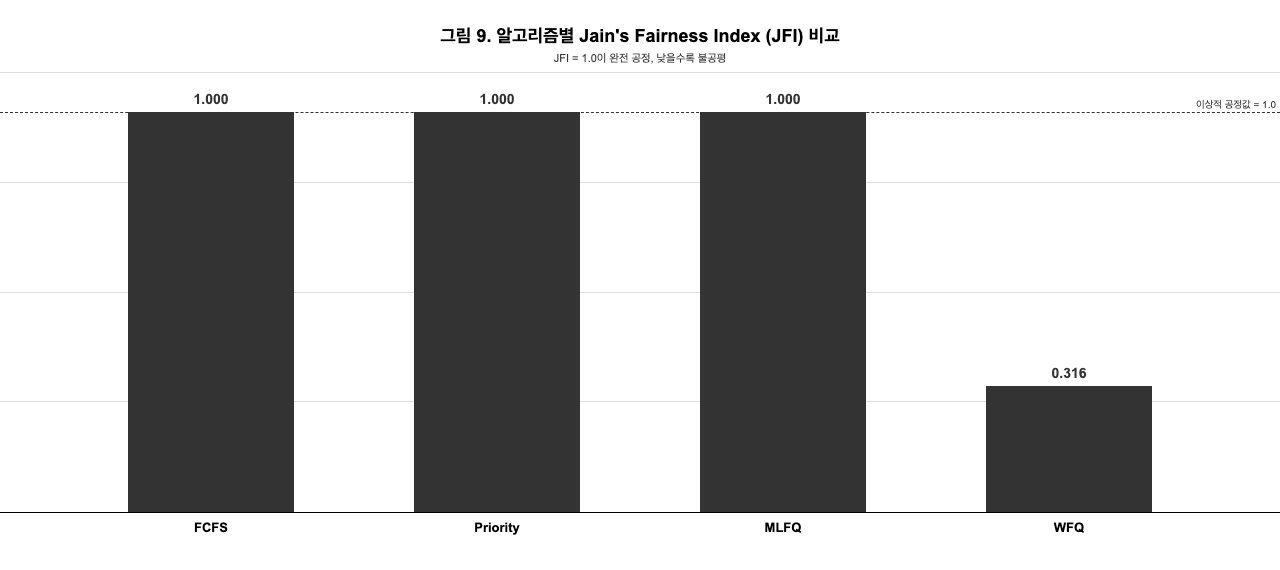 그림 9. 알고리즘별 Jain's Fairness Index (JFI) 비교
JFI = 1.0이 완전 공정, 낮을수록 불공평
1.000
1.000
1.000
이상적 공정값 = 1.0
0.316
FCFS
Priority
MLFQ
WFQ